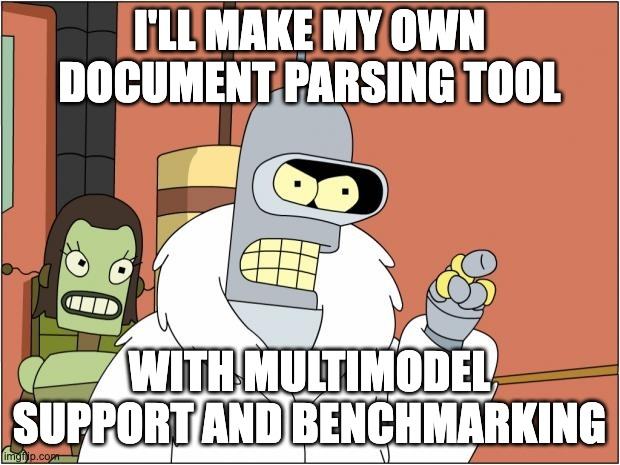 I'LL MAKE MY OWN
DOCUMENT PARSING TOOL
WITH MULTIMODEL
SUPPORT AND BENCHMARKING
imgflip.com